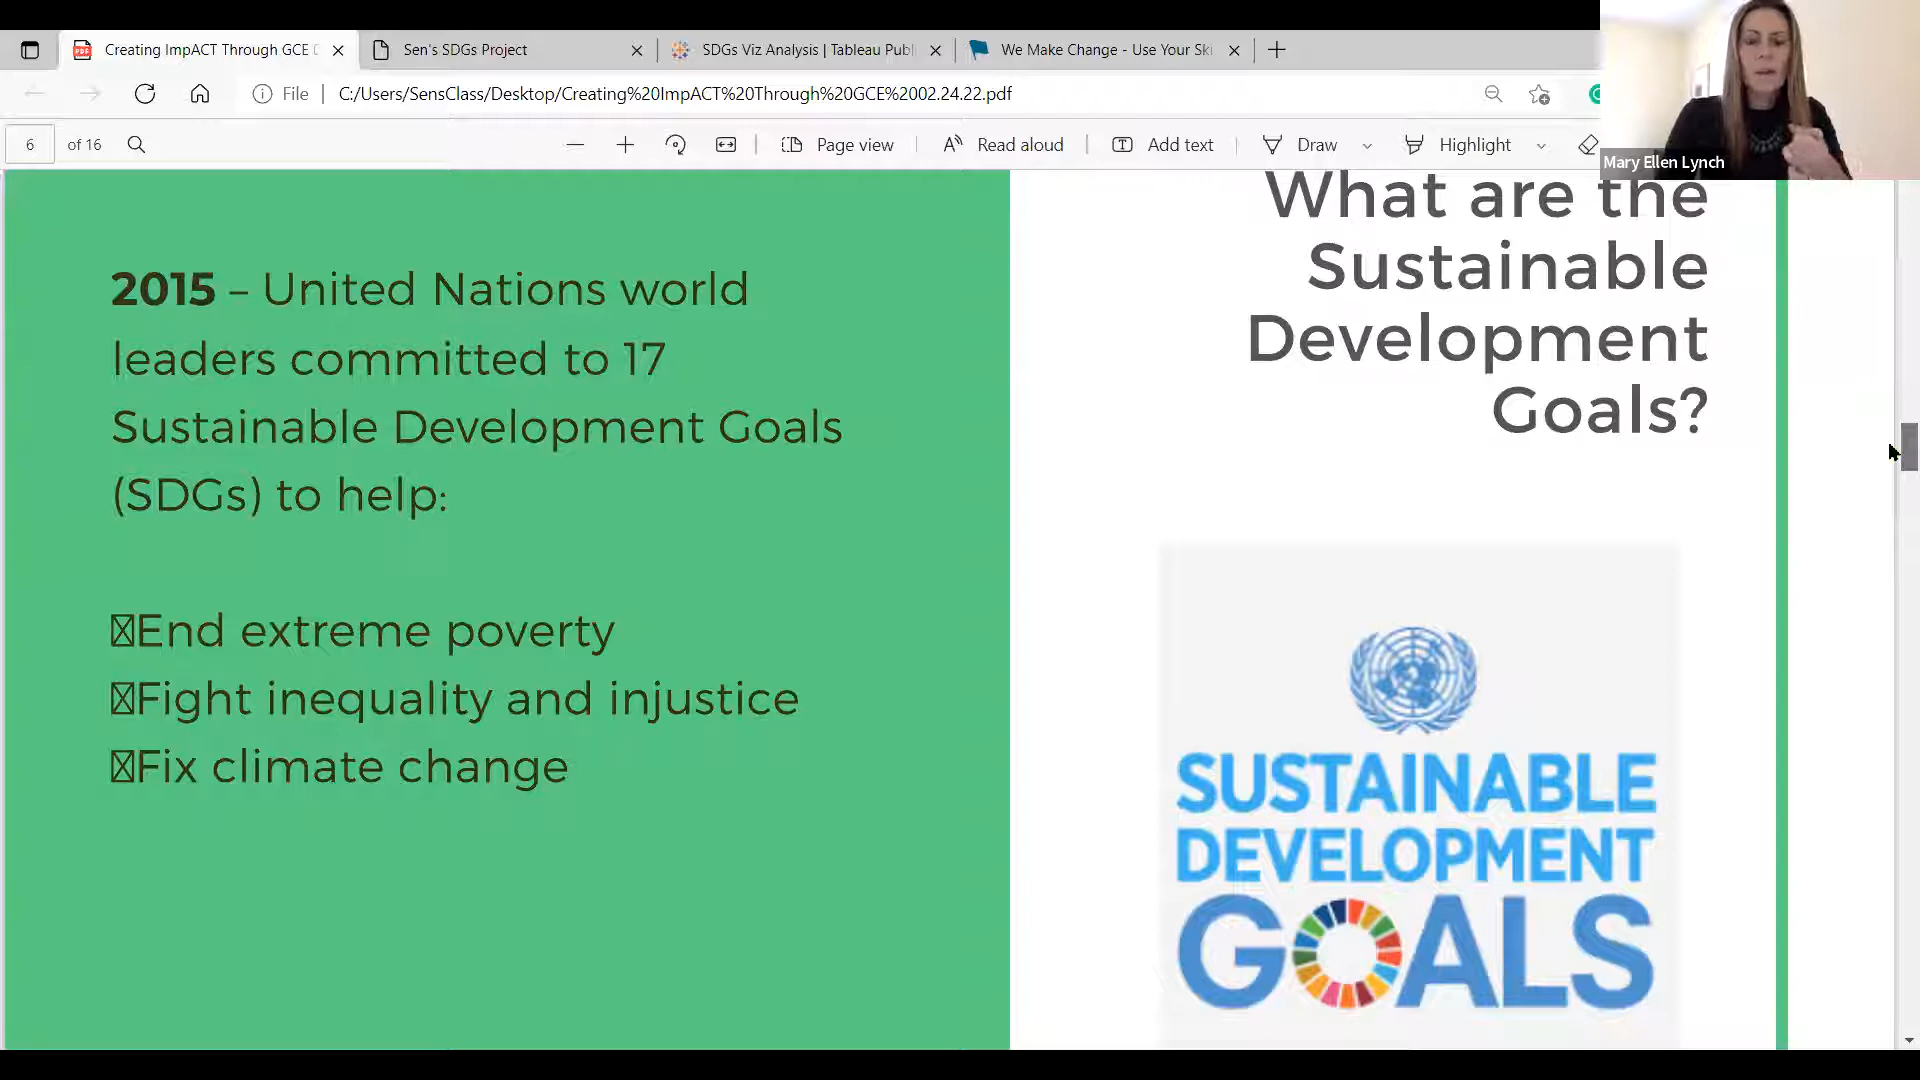 Creating ImpACT Through GCE
Sen's SDGs Project
SDGs Viz Analysis | Tableau Publ
We Make Change - Use Your Ski
File
C:/Users/SensClass/Desktop/Creating%20ImpACT%20Through%20GCE%2002.24.22.pdf
6 of 16
Page view
Read aloud
Add text
Draw
Highlight
Mary Ellen Lynch
2015 – United Nations world
leaders committed to 17
Sustainable Development Goals
(SDGs) to help:
End extreme poverty
Fight inequality and injustice
Fix climate change
What are the
Sustainable
Development
Goals?
SUSTAINABLE
DEVELOPMENT
GOALS